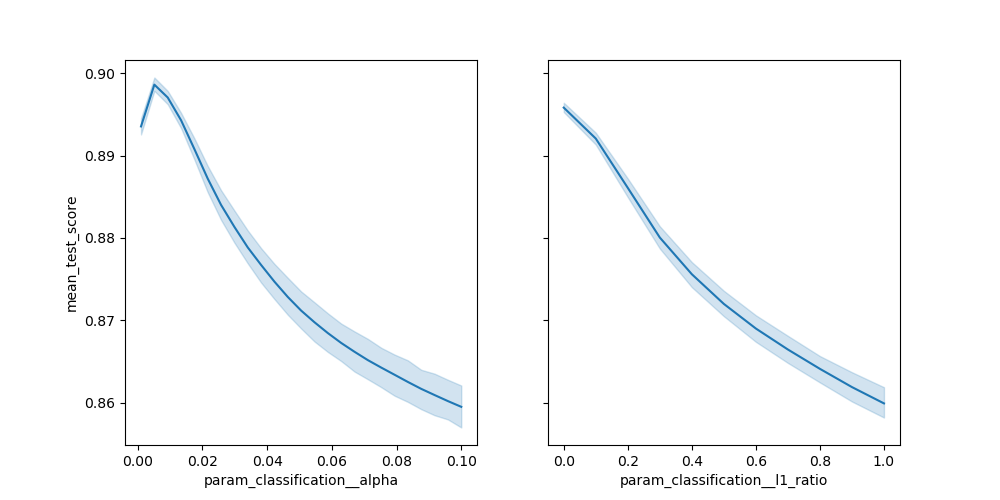 mean_test_score
0.90
0.89
0.88
0.87
0.86
0.00 0.02 0.04 0.06 0.08 0.10
param_classification__alpha
0.0 0.2 0.4 0.6 0.8 1.0
param_classification__l1_ratio